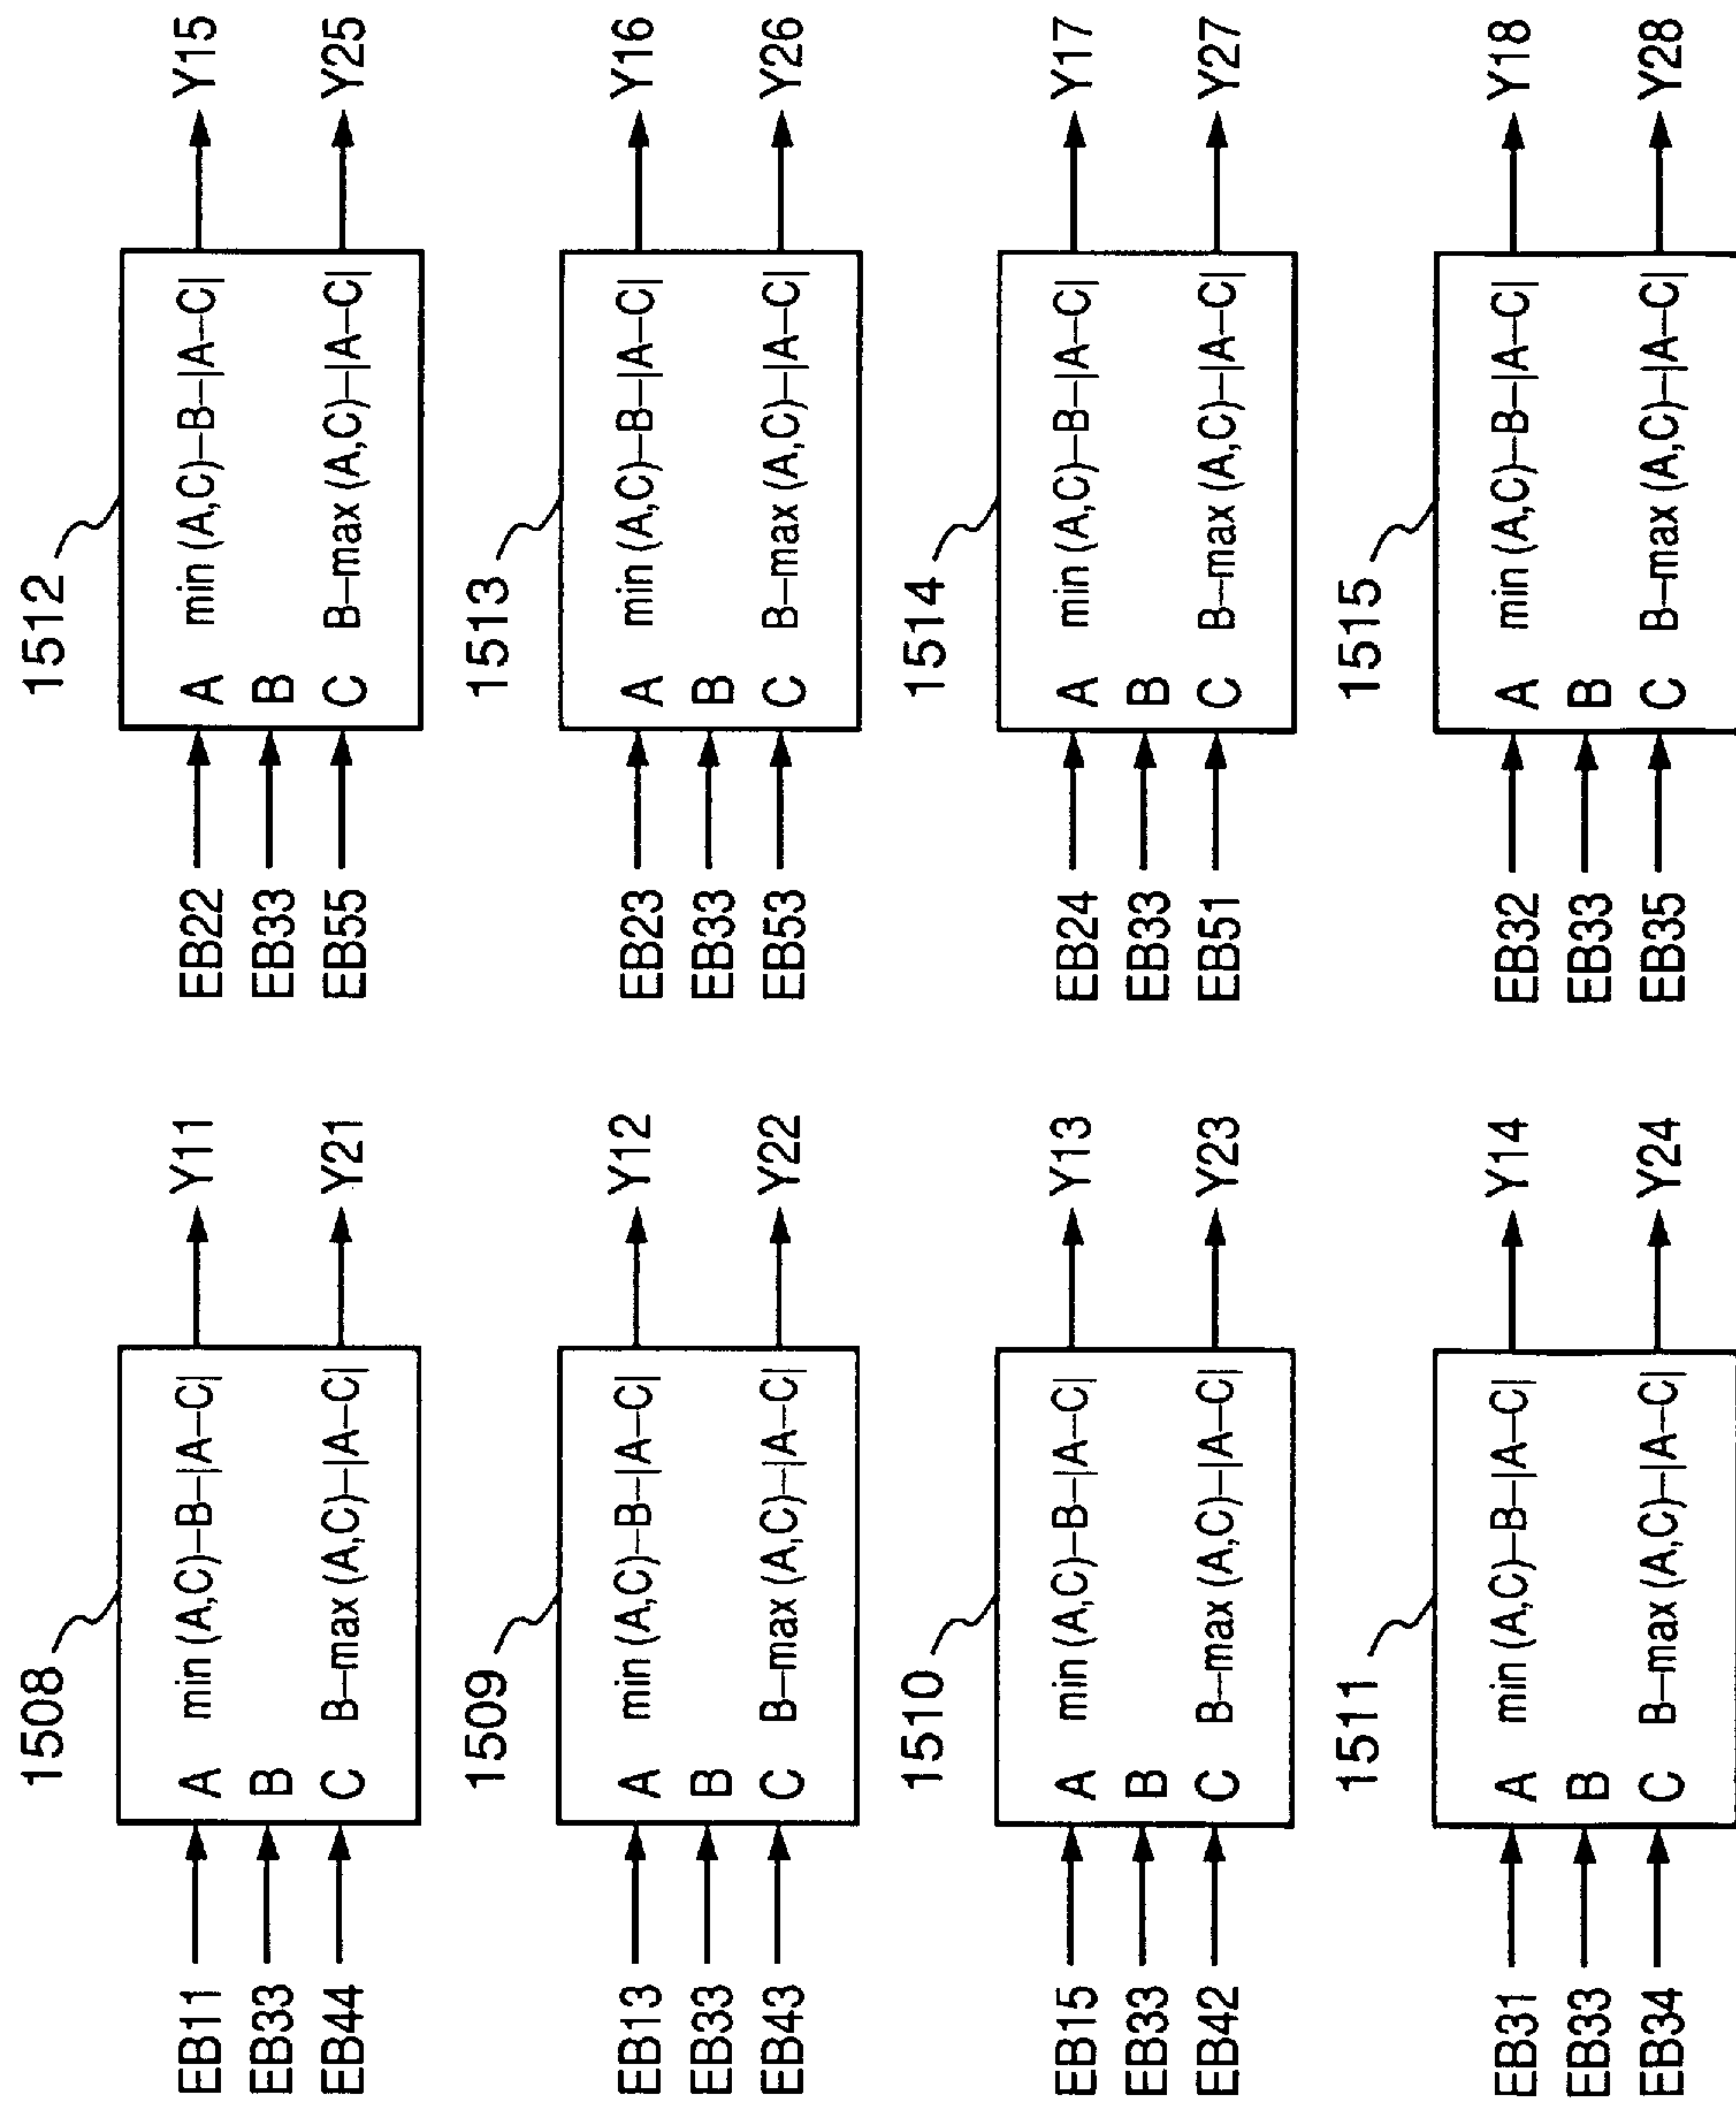 1508
EB11
EB33
EB44
A min (A,C)–B–|A–C|
B
C B–max (A,C)–|A–C|
Y11
Y21
1509
EB13
EB33
EB43
A min (A,C)–B–|A–C|
B
C B–max (A,C)–|A–C|
Y12
Y22
1510
EB15
EB33
EB42
A min (A,C)–B–|A–C|
B
C B–max (A,C)–|A–C|
Y13
Y23
1511
EB31
EB33
EB34
A min (A,C)–B–|A–C|
B
C B–max (A,C)–|A–C|
Y14
Y24
1512
EB22
EB33
EB55
A min (A,C)–B–|A–C|
B
C B–max (A,C)–|A–C|
Y15
Y25
1513
EB23
EB33
EB53
A min (A,C)–B–|A–C|
B
C B–max (A,C)–|A–C|
Y16
Y26
1514
EB24
EB33
EB51
A min (A,C)–B–|A–C|
B
C B–max (A,C)–|A–C|
Y17
Y27
1515
EB32
EB33
EB35
A min (A,C)–B–|A–C|
B
C B–max (A,C)–|A–C|
Y18
Y28